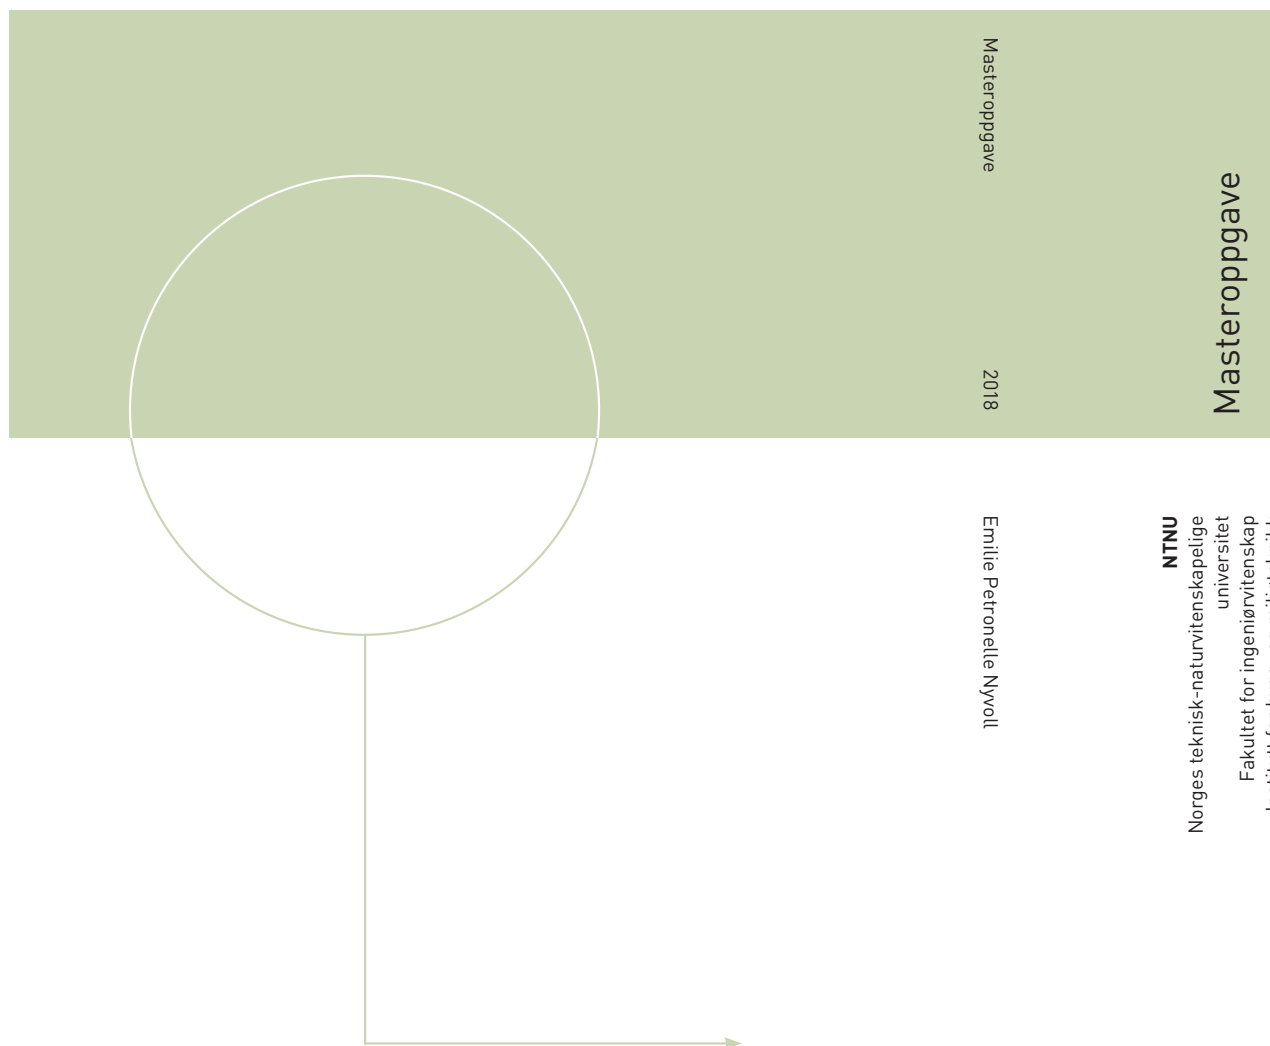 Masteroppgave
2018
Emilie Petronelle Nyvoll
Masteroppgave
NTNU
Norges teknisk-naturvitenskapelige
universitet
Fakultet for ingeniørvitenskap